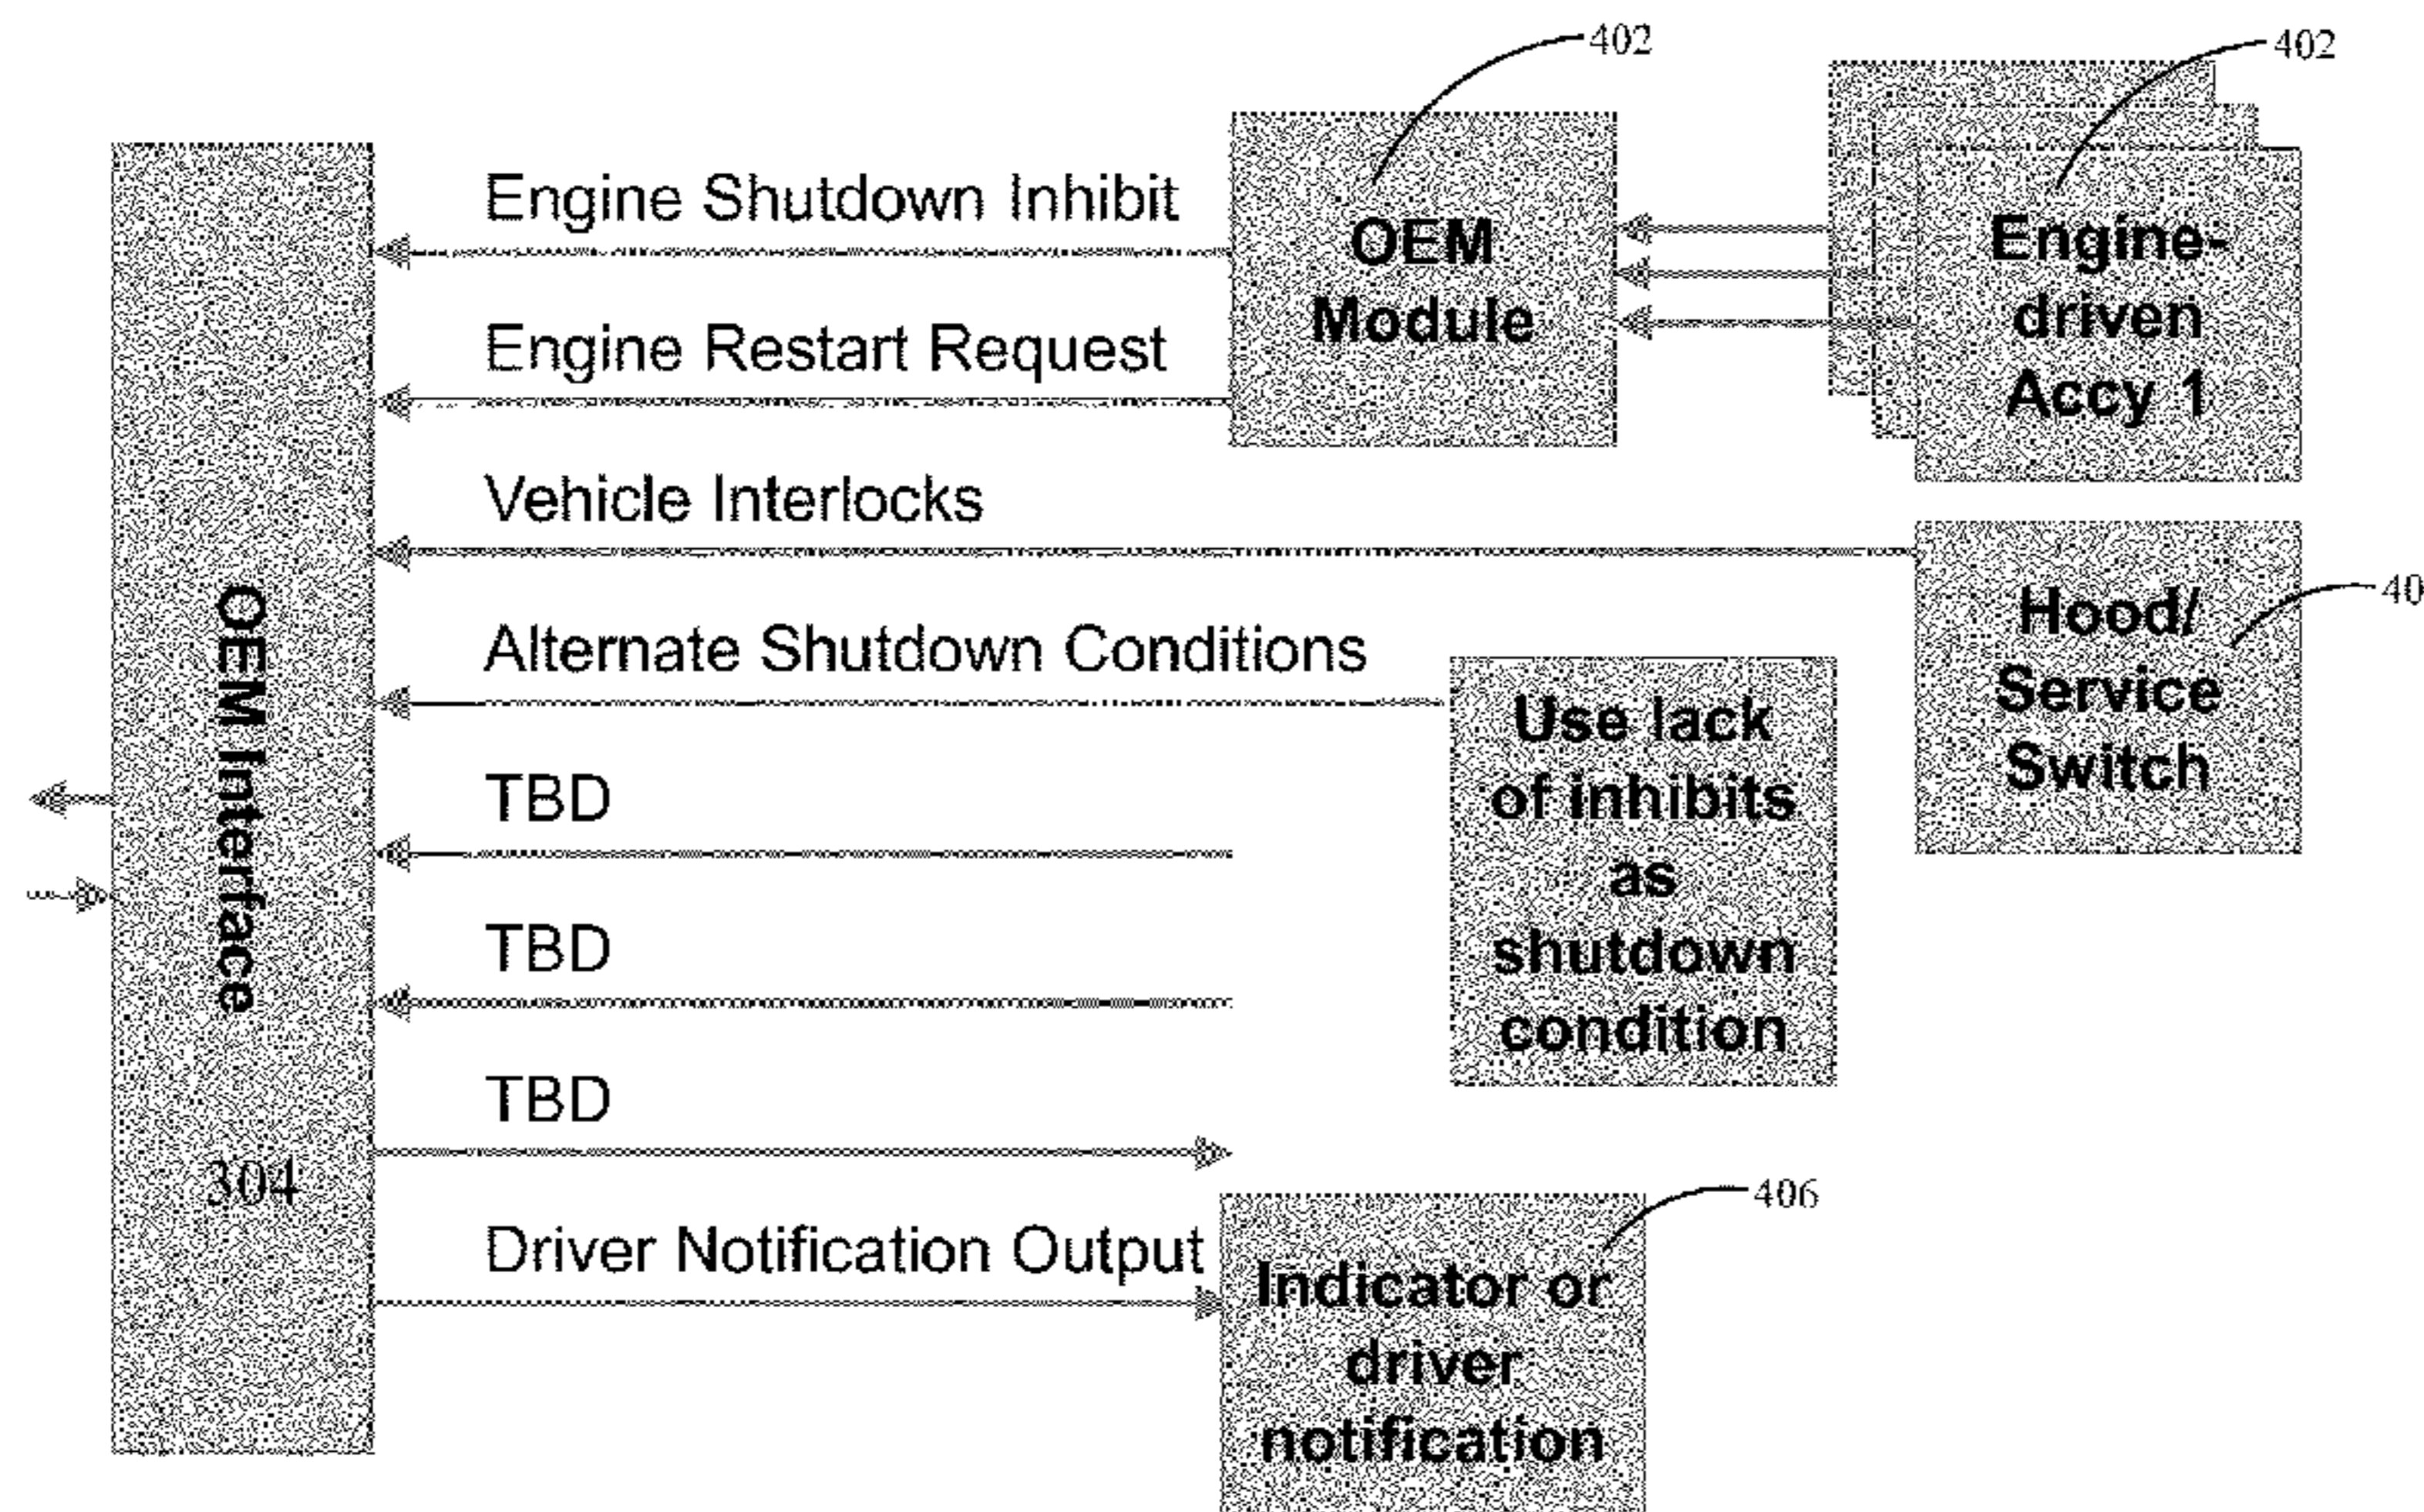 402
402
Engine Shutdown Inhibit
OEM
Module
Engine-
driven
Accy 1
Engine Restart Request
Vehicle Interlocks
Hood/
Service
Switch
40
Alternate Shutdown Conditions
Use lack
of inhibits
as
shutdown
condition
OEM Interface
304
TBD
TBD
TBD
Driver Notification Output
406
Indicator or
driver
notification